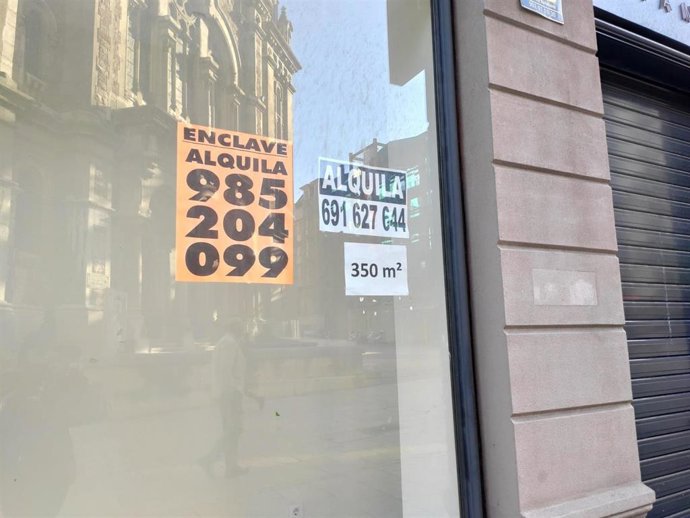 ENCLAVE
ALQUILA
985
204
099
ALQUILA
691 627 644
350 m²